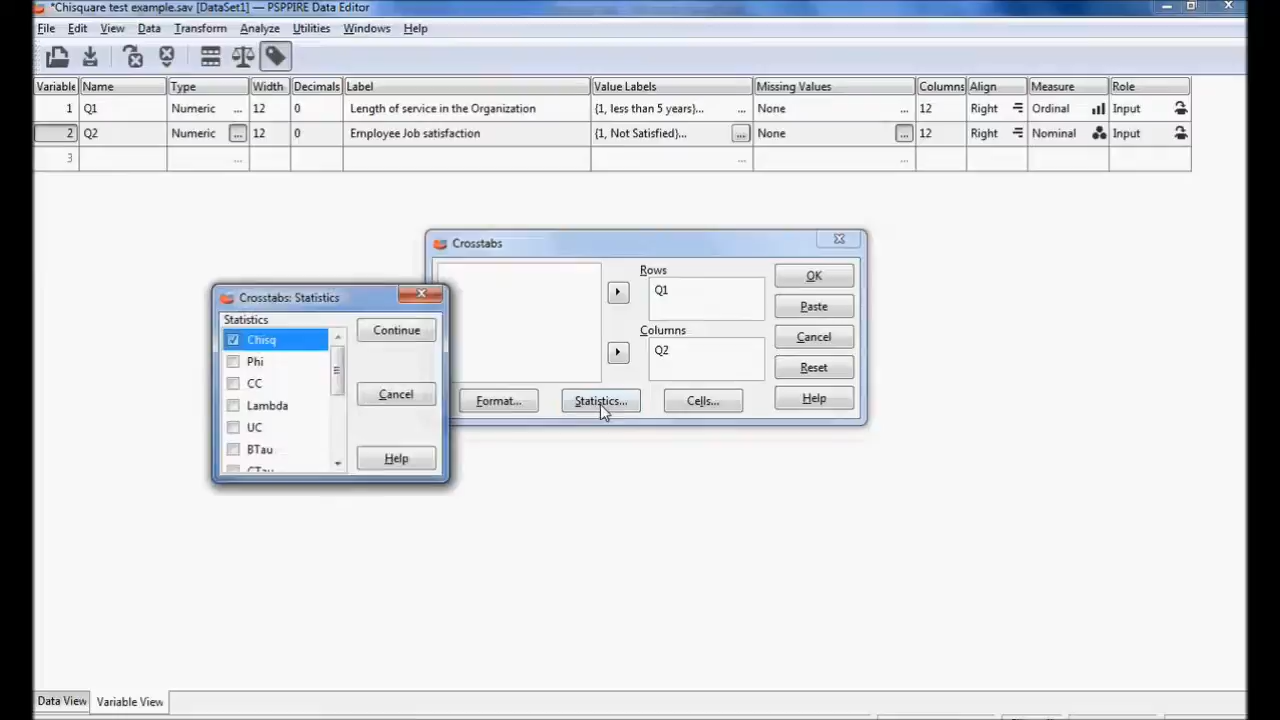 *Chisquare test example.sav [DataSet1] — PSPPIRE Data Editor
File Edit View Data Transform Analyze Utilities Windows Help
Variable Name Type Width Decimals Label Value Labels Missing Values Columns Align Measure Role
1 Q1 Numeric ... 12 0 Length of service in the Organization {1, less than 5 years}... ... None ... 12 Right Ordinal Input
2 Q2 Numeric ... 12 0 Employee Job satisfaction {1, Not Satisfied}... ... None ... 12 Right Nominal Input
3 ... ... ...
Crosstabs
Rows
Q1
Columns
Q2
OK
Paste
Cancel
Reset
Help
Format... Statistics... Cells...
Crosstabs: Statistics
Statistics
Chisq
Phi
CC
Lambda
UC
BTau
CTau
Continue
Cancel
Help
Data View Variable View